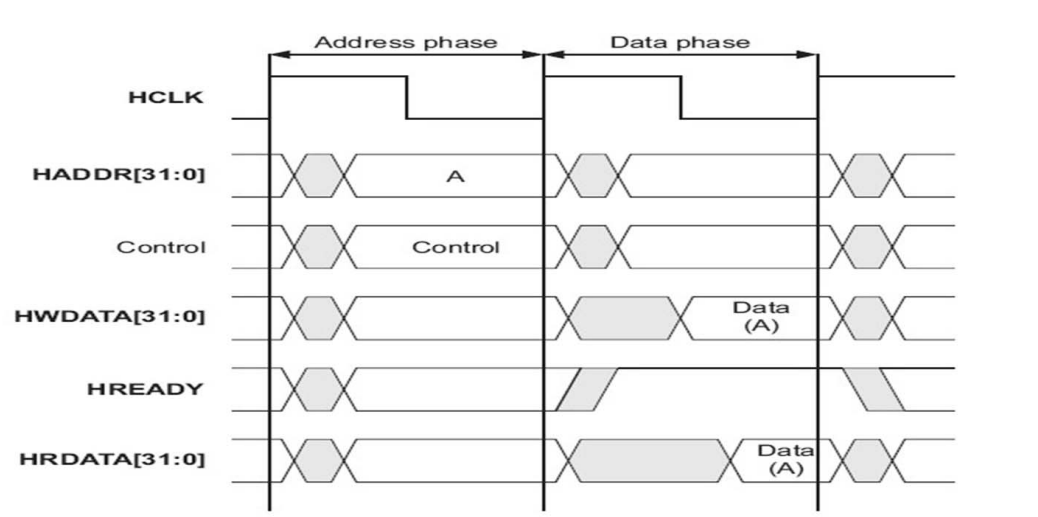 Address phase Data phase
HCLK
HADDR[31:0] A
Control Control
HWDATA[31:0] Data
(A)
HREADY
HRDATA[31:0] Data
(A)